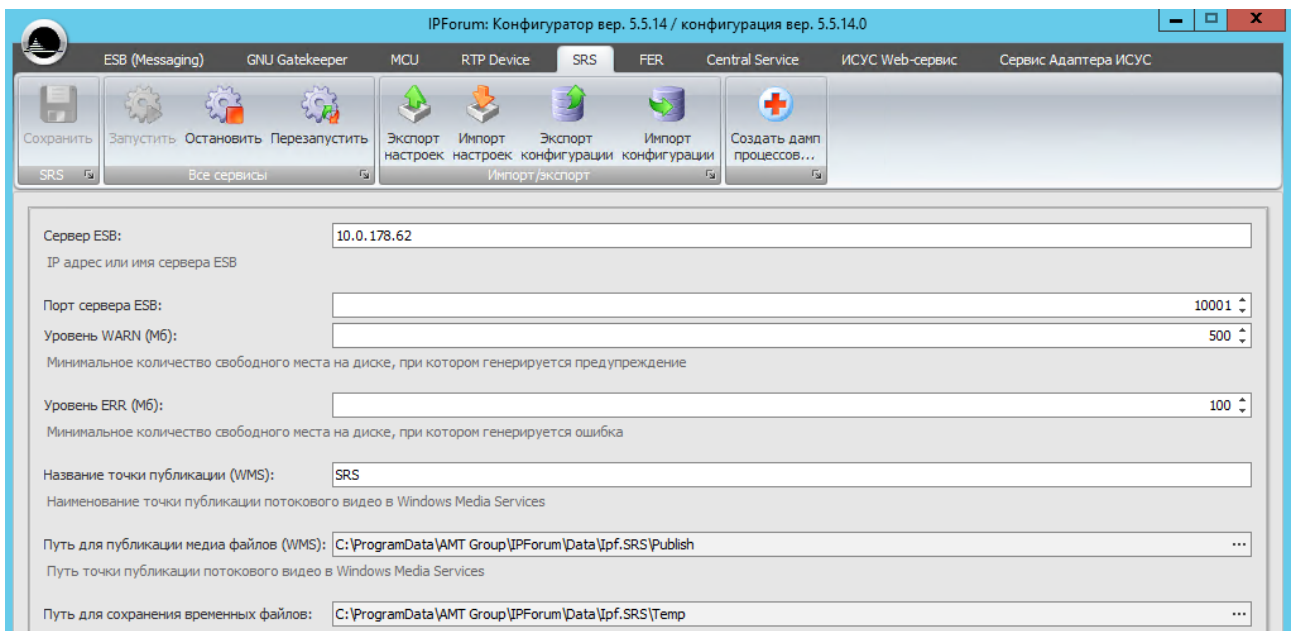 IPForum: Конфигуратор вер. 5.5.14 / конфигурация вер. 5.5.14.0
ESB (Messaging) GNU Gatekeeper MCU RTP Device SRS FER Central Service ИСУС Web-сервис Сервис Адаптера ИСУС
Сохранить Запустить Остановить Перезапустить Экспорт настроек Импорт настроек Экспорт конфигурации Импорт конфигурации Создать дамп процессов...
SRS Все сервисы Импорт/экспорт
Сервер ESB: 10.0.178.62
IP адрес или имя сервера ESB
Порт сервера ESB: 10001
Уровень WARN (Мб): 500
Минимальное количество свободного места на диске, при котором генерируется предупреждение
Уровень ERR (Мб): 100
Минимальное количество свободного места на диске, при котором генерируется ошибка
Название точки публикации (WMS): SRS
Наименование точки публикации потокового видео в Windows Media Services
Путь для публикации медиа файлов (WMS): C:\ProgramData\AMT Group\IPForum\Data\Ipf.SRS\Publish ...
Путь точки публикации потокового видео в Windows Media Services
Путь для сохранения временных файлов: C:\ProgramData\AMT Group\IPForum\Data\Ipf.SRS\Temp ...